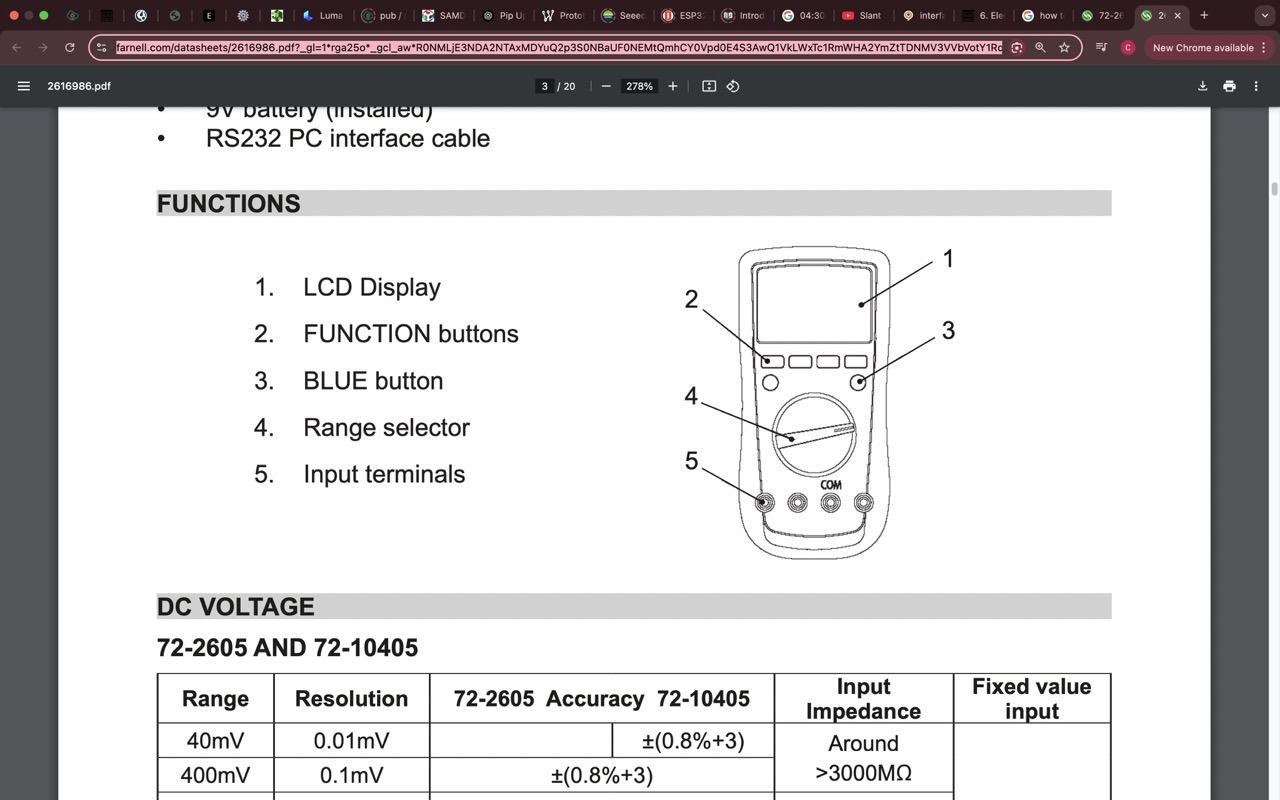 E
Luma
pub /
SAMD
Pip U
Proto
Seeed
ESP32
Introd
04:30
Slant
interfa
6. Ele
how t
72-26
farnell.com/datasheets/2616986.pdf?_gl=1*rga25o*_gcl_aw*R0NMLjE3NDA2NTAxMDYuQ2p3S0NBaUF0NEMtQmhCY0Vpd0E4S3AwQ1VkLWxTc1RmWHA2YmZtTDNMV3VVbVotY1Rc
C
New Chrome available
2616986.pdf
3 / 20
278%
• 9V battery (installed)
• RS232 PC interface cable
FUNCTIONS
1. LCD Display
2. FUNCTION buttons
3. BLUE button
4. Range selector
5. Input terminals
1
2
3
4
5
COM
DC VOLTAGE
72-2605 AND 72-10405
Range Resolution 72-2605 Accuracy 72-10405 Input Impedance Fixed value input
40mV 0.01mV ±(0.8%+3) Around
400mV 0.1mV ±(0.8%+3) >3000MΩ